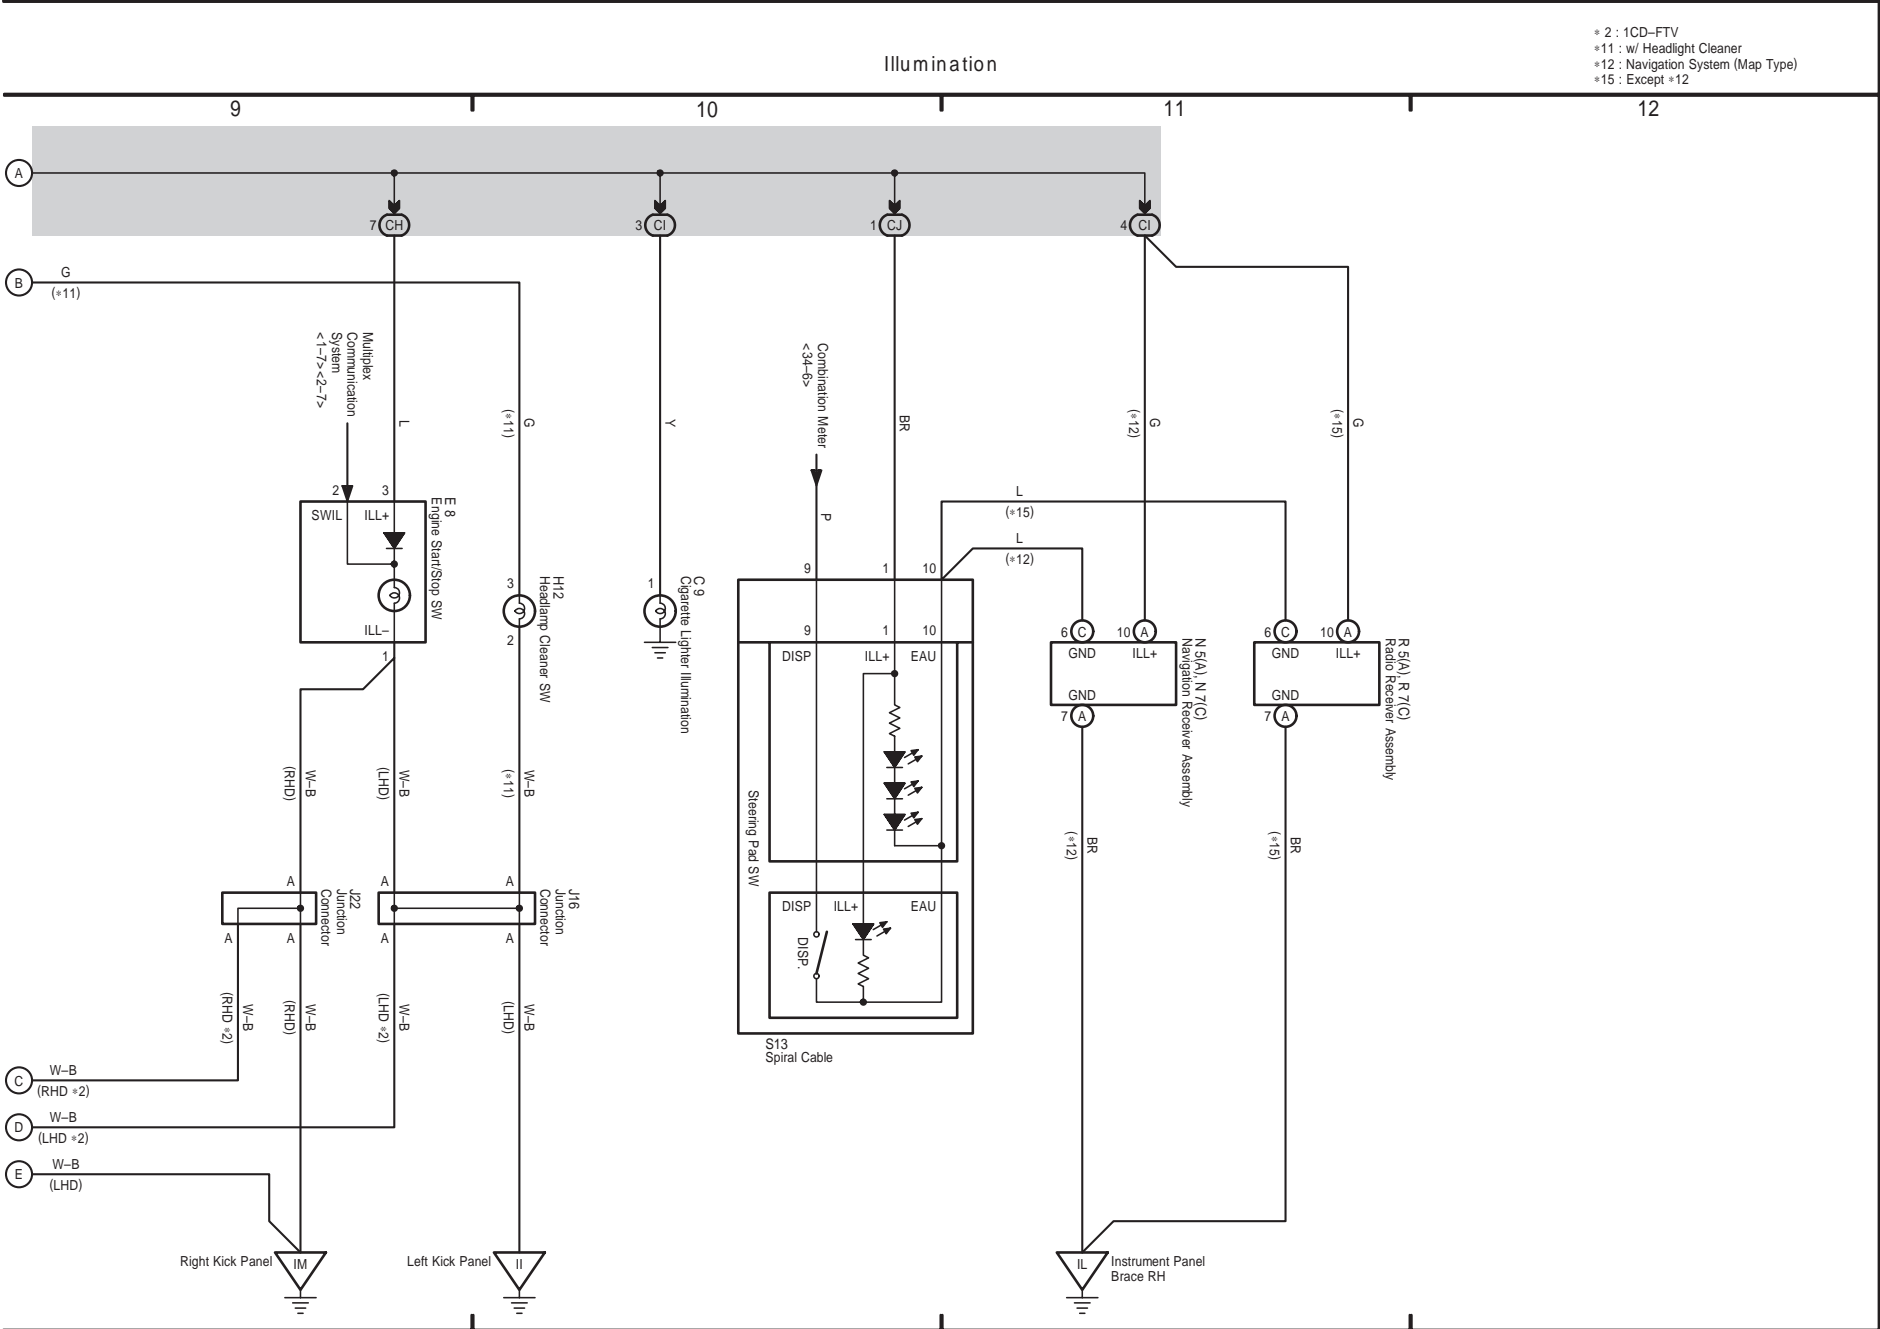 Illumination
∗ 2 : 1CD–FTV
∗11 : w/ Headlight Cleaner
∗12 : Navigation System (Map Type)
∗15 : Except ∗12
9
10
11
12
A
7
CH
3
CI
1
CJ
4
CI
B
G
(∗11)
Multiplex
Communication
System
<1–7><2–7>
L
G
(∗11)
Y
Combination Meter
<34–6>
BR
P
G
(∗12)
G
(∗15)
L
(∗15)
L
(∗12)
2
3
SWIL
ILL+
ILL–
1
E 8
Engine Start/Stop SW
3
2
H12
Headlamp Cleaner SW
1
C 9
Cigarette Lighter Illumination
9
1
10
9
1
10
DISP
ILL+
EAU
Steering Pad SW
DISP
ILL+
EAU
DISP.
S13
Spiral Cable
6
C
10
A
GND
ILL+
GND
7
A
N 5(A), N 7(C)
Navigation Receiver Assembly
6
C
10
A
GND
ILL+
GND
7
A
R 5(A), R 7(C)
Radio Receiver Assembly
W–B
(RHD)
W–B
(LHD)
W–B
(∗11)
BR
(∗12)
BR
(∗15)
A
A
A
J22
Junction
Connector
J16
Junction
Connector
A
A
A
A
W–B
(RHD ∗2)
W–B
(RHD)
W–B
(LHD ∗2)
W–B
(LHD)
C
W–B
(RHD ∗2)
D
W–B
(LHD ∗2)
E
W–B
(LHD)
Right Kick Panel
IM
Left Kick Panel
II
IL
Instrument Panel
Brace RH